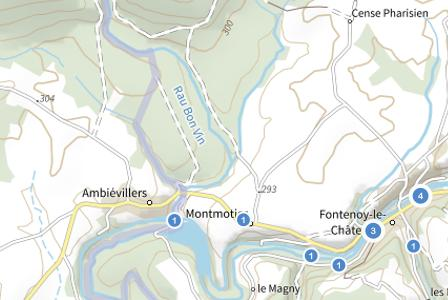 Cense Pharisien
300
304
Rau Bon Vin
Ambiévillers
293
4
1
Montmotier
1
Fontenoy-le-
Châte
3
1
1
1
le Magny
les